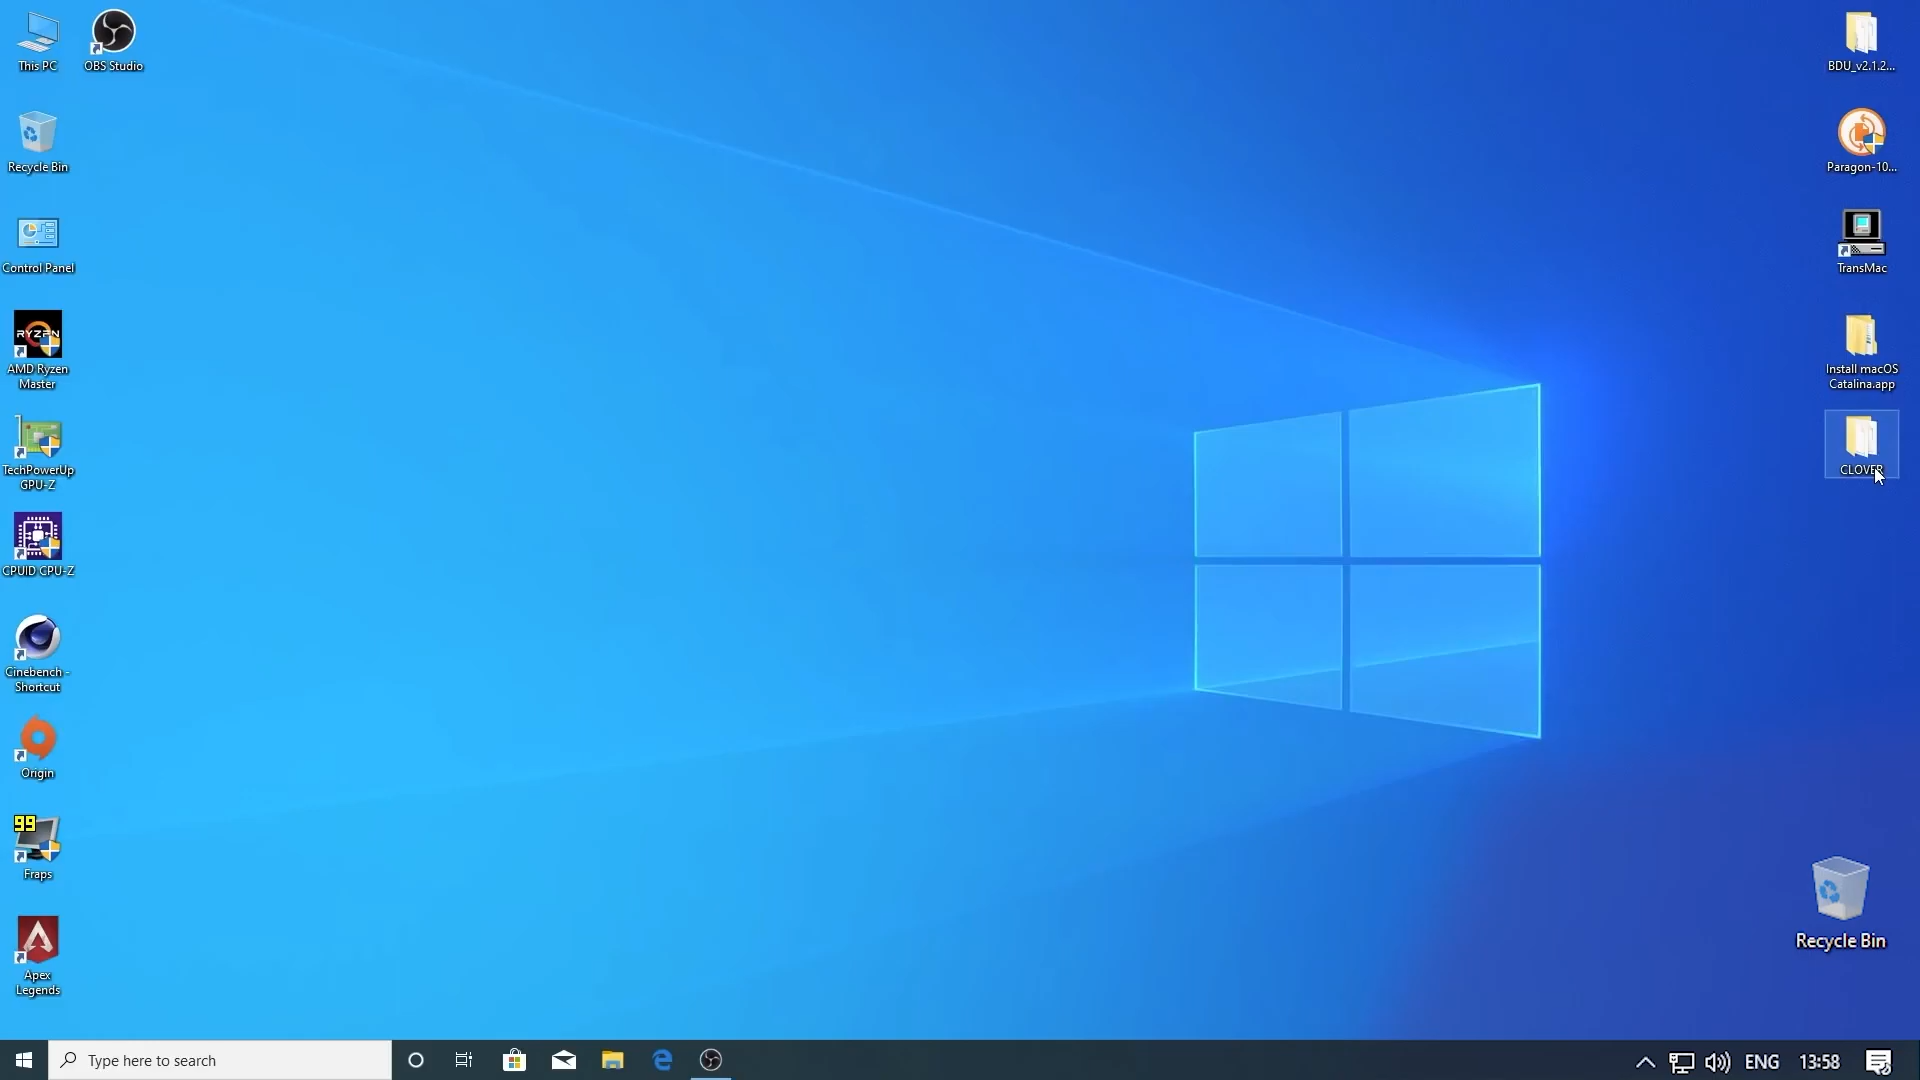 This PC
OBS Studio
Recycle Bin
Control Panel
RYZEN
AMD Ryzen
Master
TechPowerUp
GPU-Z
CPUID CPU-Z
Cinebench -
Shortcut
Origin
99
Fraps
Apex
Legends
BDU_v2.1.2...
Paragon-10...
TransMac
Install macOS
Catalina.app
CLOVER
Recycle Bin
Type here to search
ENG
13:58